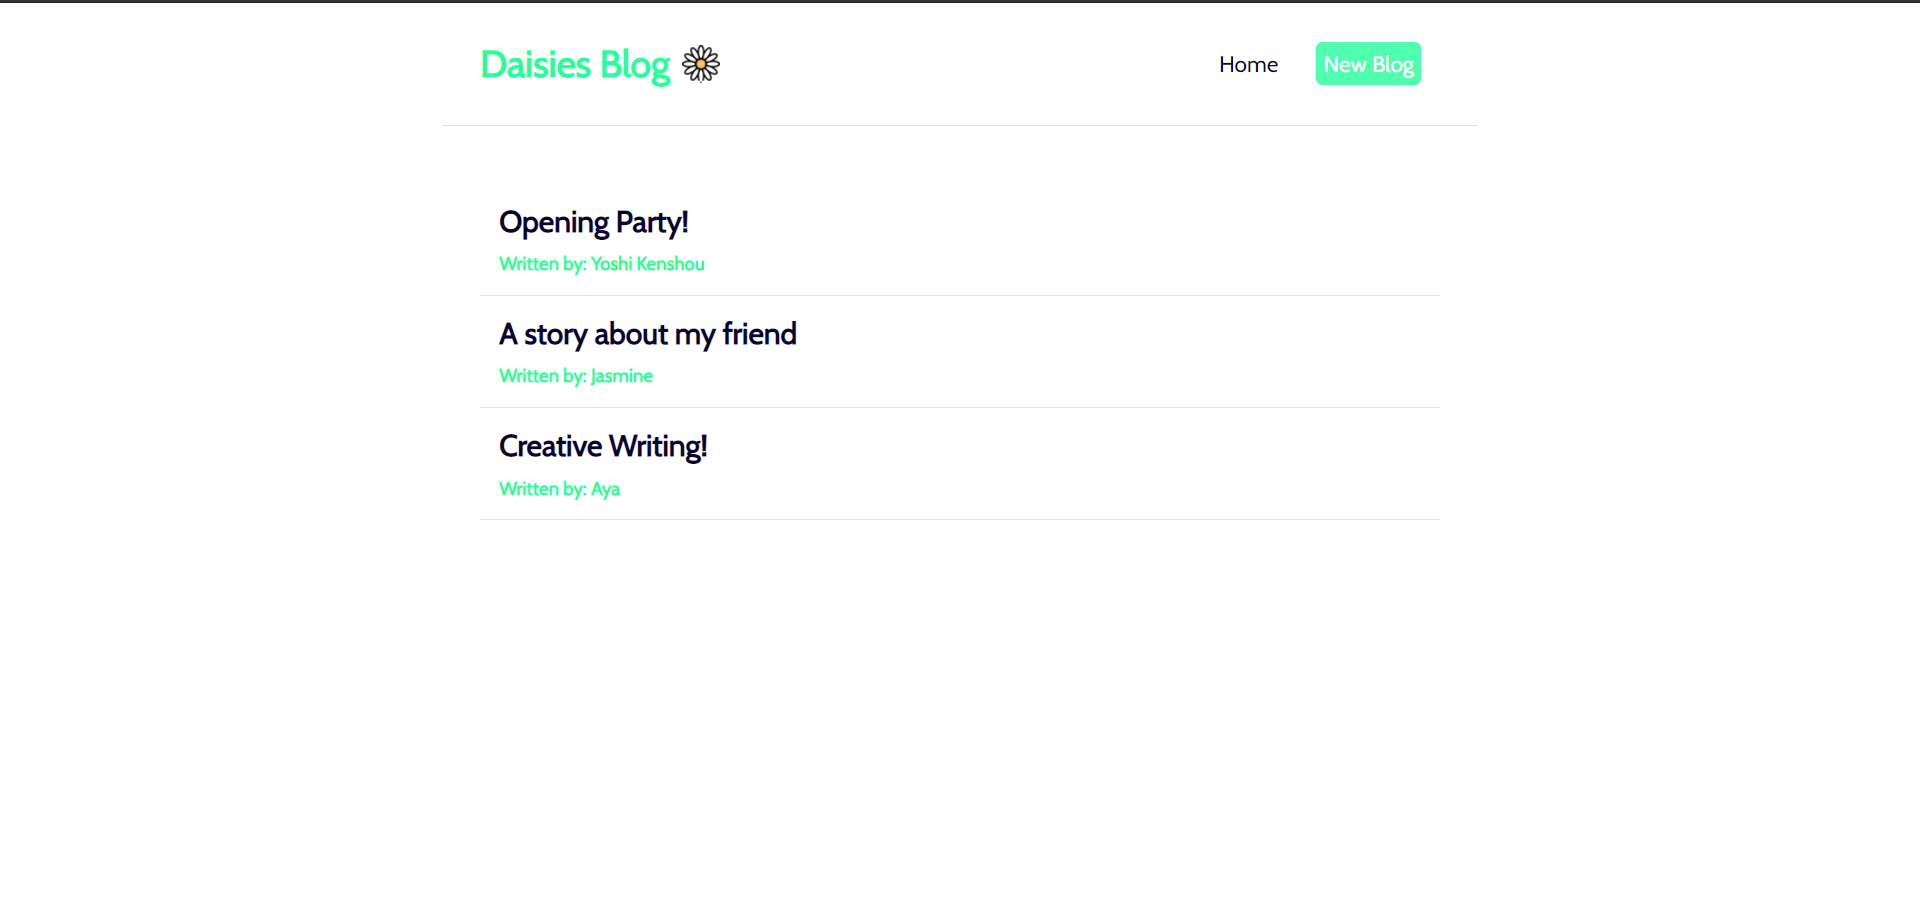 Daisies Blog
Home
New Blog
Opening Party!
Written by: Yoshi Kenshou
A story about my friend
Written by: Jasmine
Creative Writing!
Written by: Aya